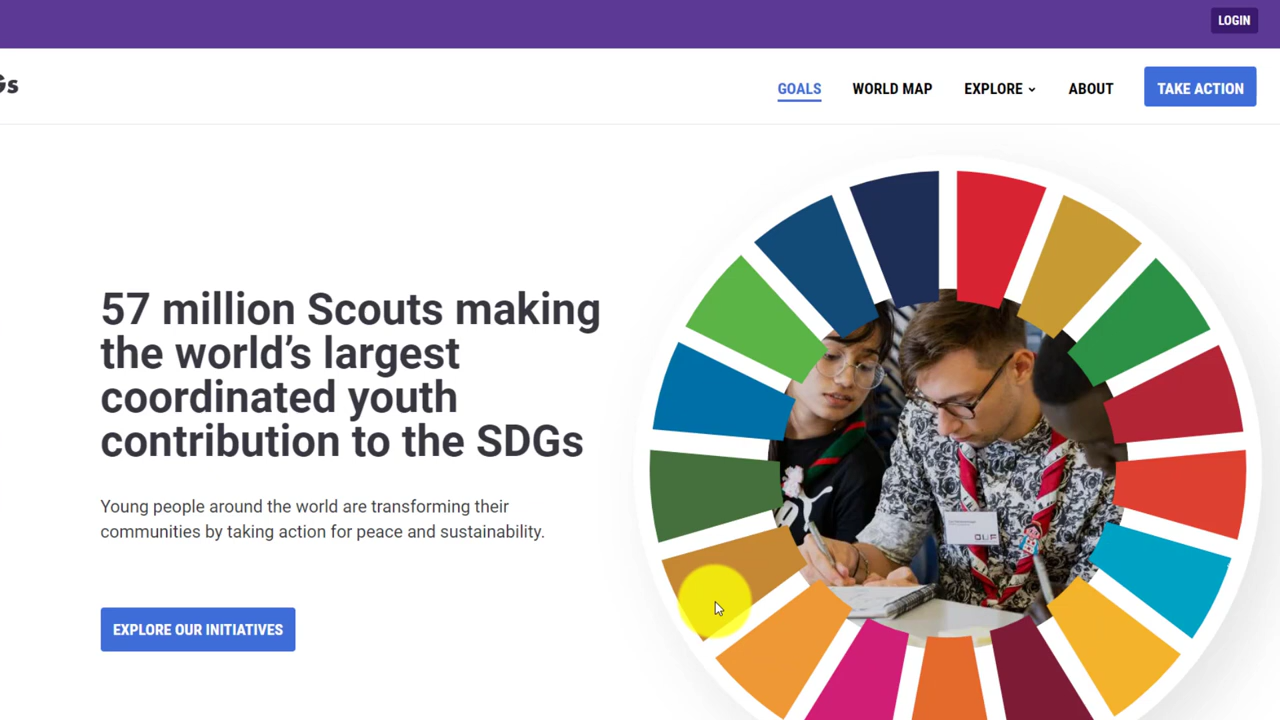 LOGIN
Gs
GOALS
WORLD MAP
EXPLORE
ABOUT
TAKE ACTION
57 million Scouts making
the world's largest
coordinated youth
contribution to the SDGs
Young people around the world are transforming their
communities by taking action for peace and sustainability.
EXPLORE OUR INITIATIVES